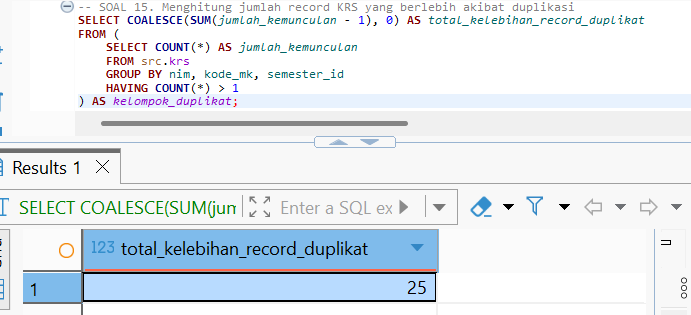 -- SOAL 15. Menghitung jumlah record KRS yang berlebih akibat duplikasi
SELECT COALESCE(SUM(jumlah_kemunculan - 1), 0) AS total_kelebihan_record_duplikat
FROM (
SELECT COUNT(*) AS jumlah_kemunculan
FROM src.krs
GROUP BY nim, kode_mk, semester_id
HAVING COUNT(*) > 1
) AS kelompok_duplikat;
Results 1
SELECT COALESCE(SUM(jum Enter a SQL ex
123 total_kelebihan_record_duplikat
1 25